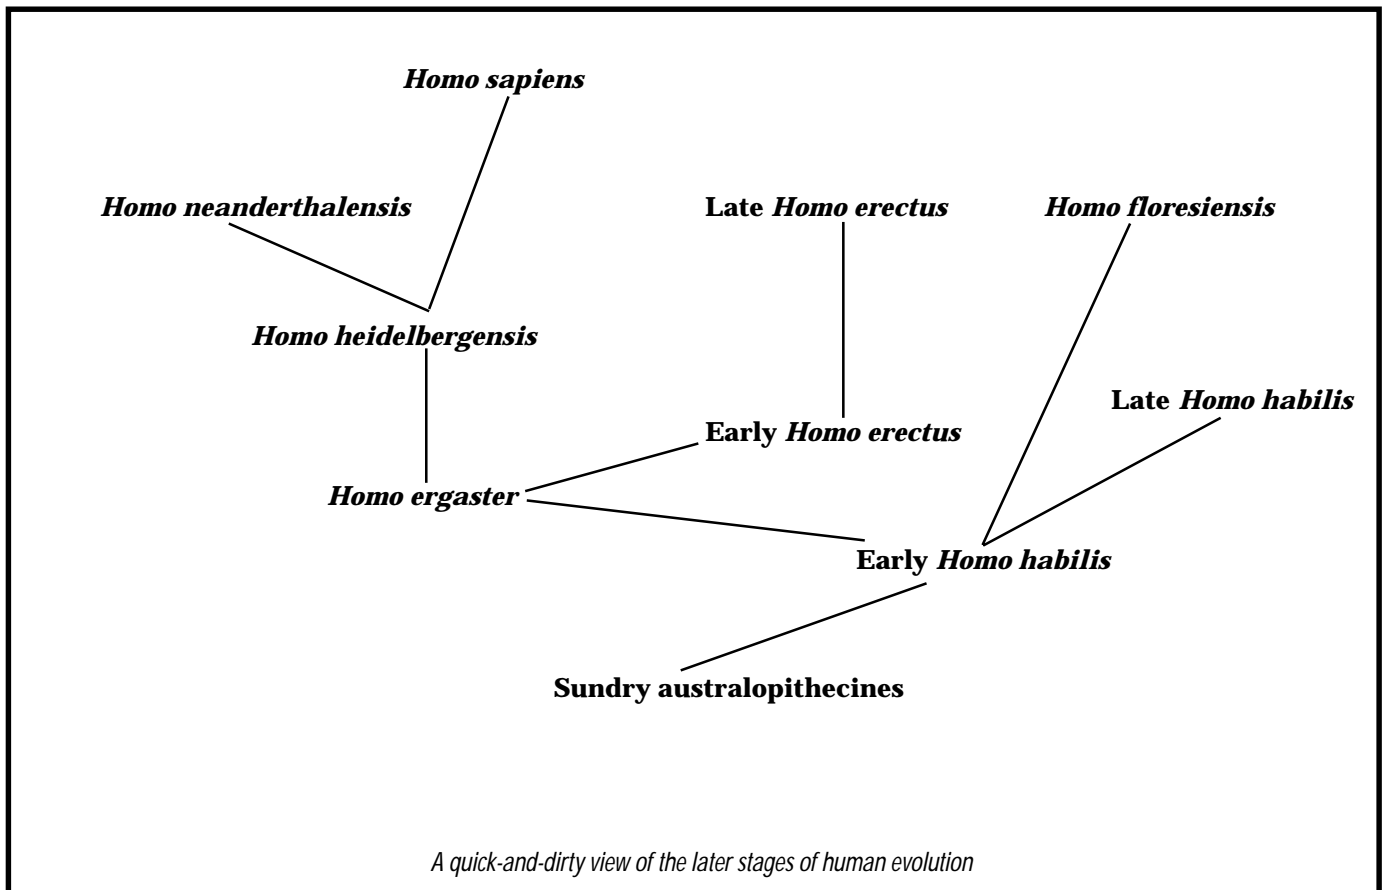 Homo sapiens
Homo neanderthalensis
Late Homo erectus
Homo floresiensis
Homo heidelbergensis
Late Homo habilis
Early Homo erectus
Homo ergaster
Early Homo habilis
Sundry australopithecines
A quick-and-dirty view of the later stages of human evolution